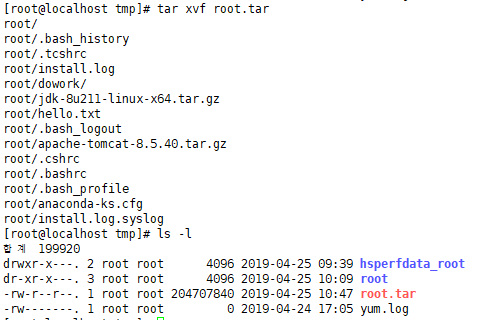 [root@localhost tmp]# tar xvf root.tar
root/
root/.bash_history
root/.tcshrc
root/install.log
root/dowork/
root/jdk-8u211-linux-x64.tar.gz
root/hello.txt
root/.bash_logout
root/apache-tomcat-8.5.40.tar.gz
root/.cshrc
root/.bashrc
root/.bash_profile
root/anaconda-ks.cfg
root/install.log.syslog
[root@localhost tmp]# ls -l
합계 199920
drwxr-x---. 2 root root      4096 2019-04-25 09:39 hsperfdata_root
dr-xr-x---. 3 root root      4096 2019-04-25 10:09 root
-rw-r--r--. 1 root root 204707840 2019-04-25 10:47 root.tar
-rw-------. 1 root root         0 2019-04-24 17:05 yum.log